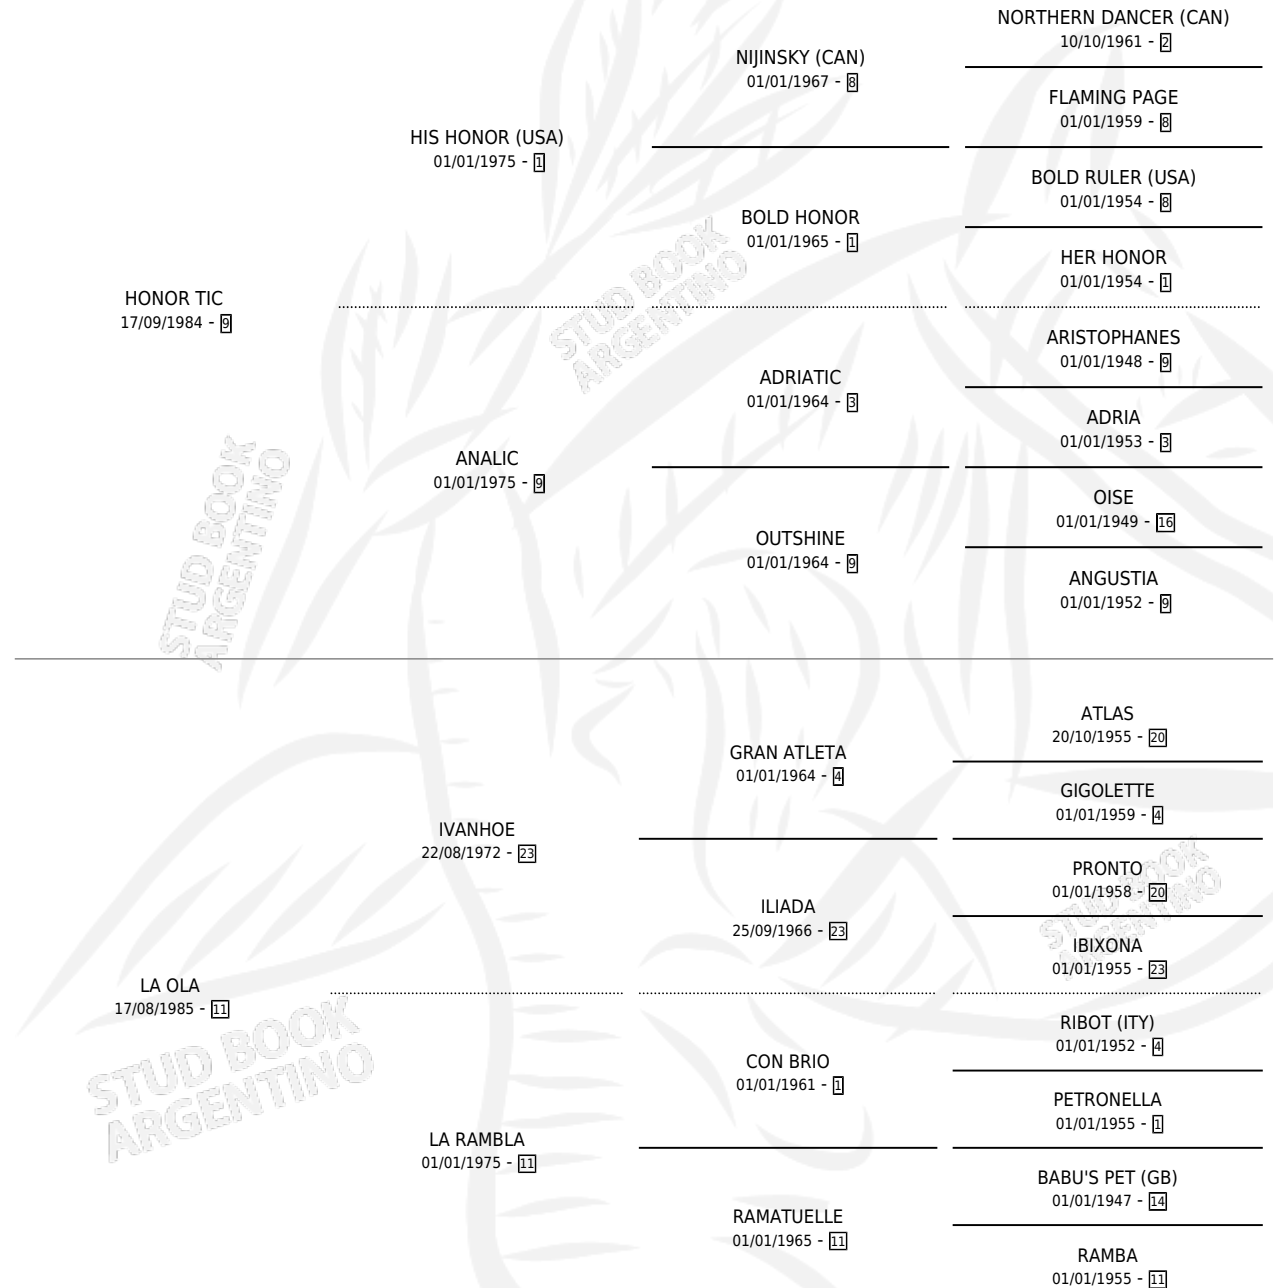 NORTHERN DANCER (CAN)
10/10/1961 - 2
NIJINSKY (CAN)
01/01/1967 - 8
FLAMING PAGE
01/01/1959 - 8
HIS HONOR (USA)
01/01/1975 - 1
BOLD RULER (USA)
01/01/1954 - 8
BOLD HONOR
01/01/1965 - 1
HER HONOR
01/01/1954 - 1
HONOR TIC
17/09/1984 - 9
ARISTOPHANES
01/01/1948 - 9
ADRIATIC
01/01/1964 - 3
ADRIA
01/01/1953 - 3
ANALIC
01/01/1975 - 9
OISE
01/01/1949 - 16
OUTSHINE
01/01/1964 - 9
ANGUSTIA
01/01/1952 - 9
STUD BOOK
ARGENTINO
STUD BOOK
ARGENTINO
ATLAS
20/10/1955 - 20
GRAN ATLETA
01/01/1964 - 4
GIGOLETTE
01/01/1959 - 4
IVANHOE
22/08/1972 - 23
PRONTO
01/01/1958 - 20
ILIADA
25/09/1966 - 23
IBIXONA
01/01/1955 - 23
STUD BOOK
ARGENTINO
LA OLA
17/08/1985 - 11
RIBOT (ITY)
01/01/1952 - 4
CON BRIO
01/01/1961 - 1
PETRONELLA
01/01/1955 - 1
STUD BOOK
ARGENTINO
LA RAMBLA
01/01/1975 - 11
BABU'S PET (GB)
01/01/1947 - 14
RAMATUELLE
01/01/1965 - 11
RAMBA
01/01/1955 - 11